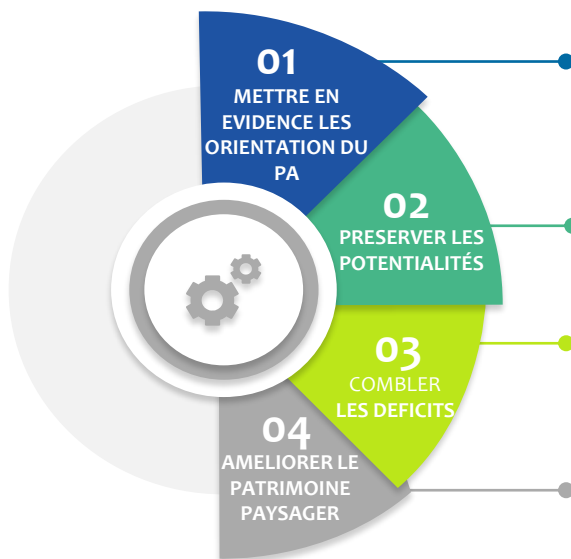 01
METTRE EN
EVIDENCE LES
ORIENTATION DU
PA
02
PRESERVER LES
POTENTIALITÉS
03
COMBLER
LES DEFICITS
04
AMELIORER LE
PATRIMOINE
PAYSAGER